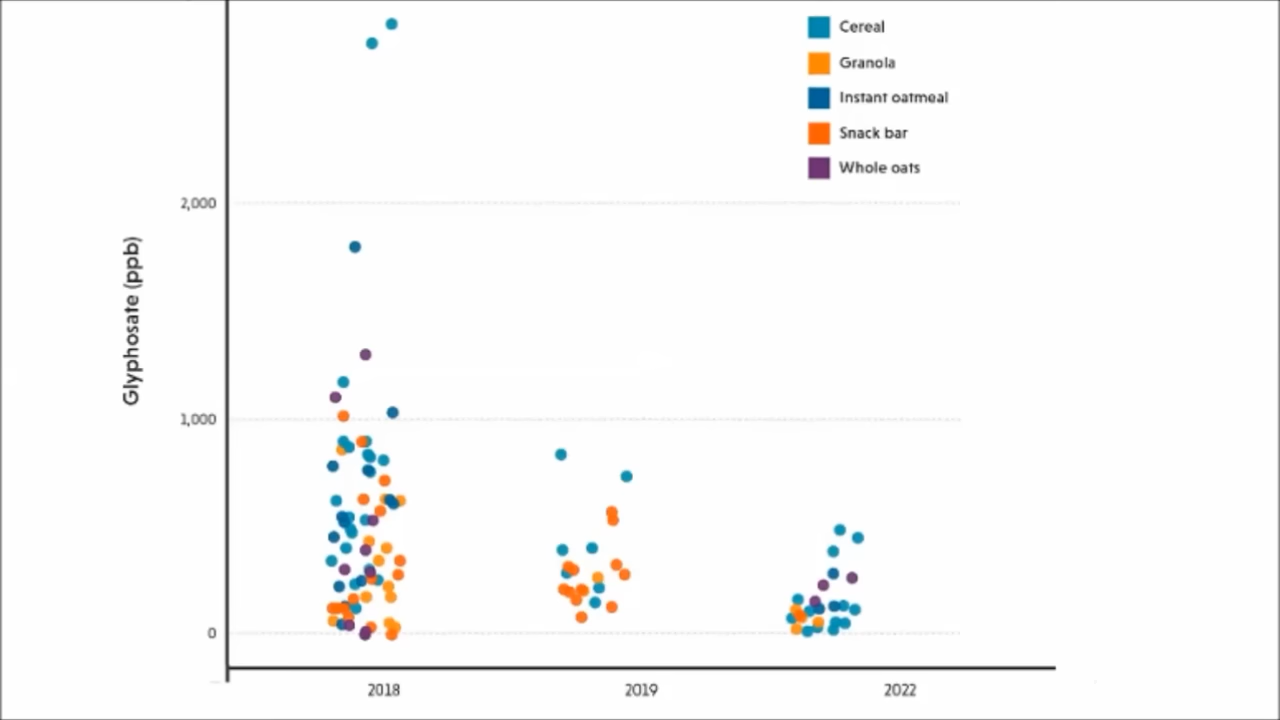 Cereal
Granola
Instant oatmeal
Snack bar
Whole oats
2,000
Glyphosate (ppb)
1,000
0
2018 2019 2022